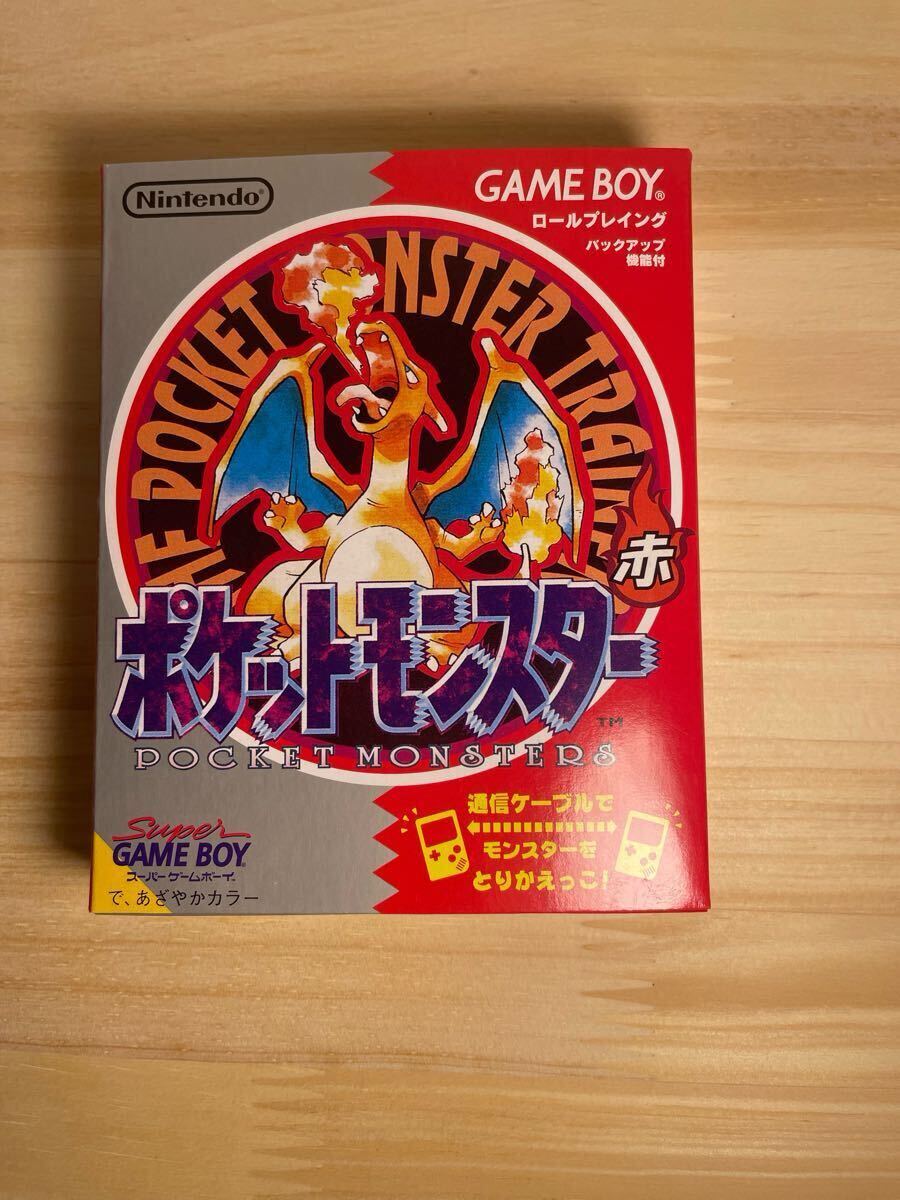 Nintendo®
GAME BOY®
ロールプレイング
バックアップ
機能付
POCKET MONSTER TRAINE
赤
ポケットモンスター
TM
POCKET MONSTERS
通信ケーブルで
モンスターを
とりかえっこ!
Super
GAME BOY
スーパーゲームボーイ
で、あざやかカラー